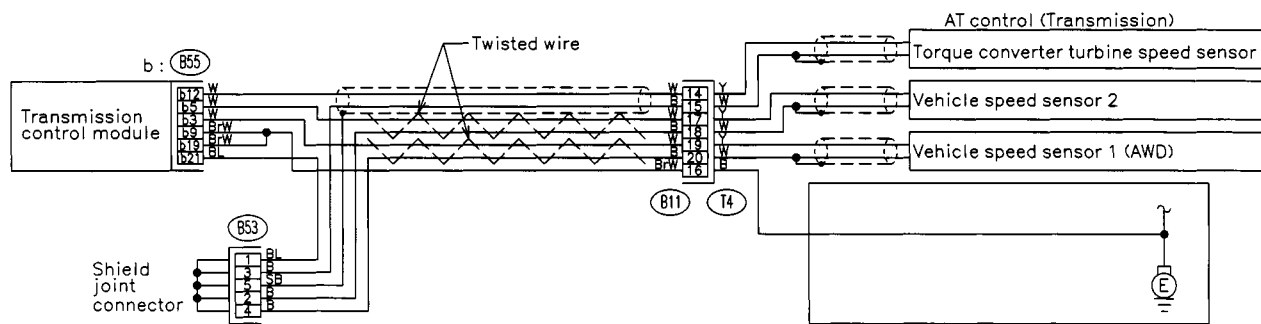 AT control (Transmission)
Torque converter turbine speed sensor
Vehicle speed sensor 2
Vehicle speed sensor 1 (AWD)
Twisted wire
b : B55
Transmission
control module
b12 W
b5 W
b3 W
b9 BrW
b19 BrW
b21 BL
W 14 Y
B 15 W
W 17 Y
B 18 W
W 19 Y
B 20 W
BrW 16 B
B11 T4
B53
1 BL
3 B
5 SB
2 B
4 B
Shield
joint
connector
E